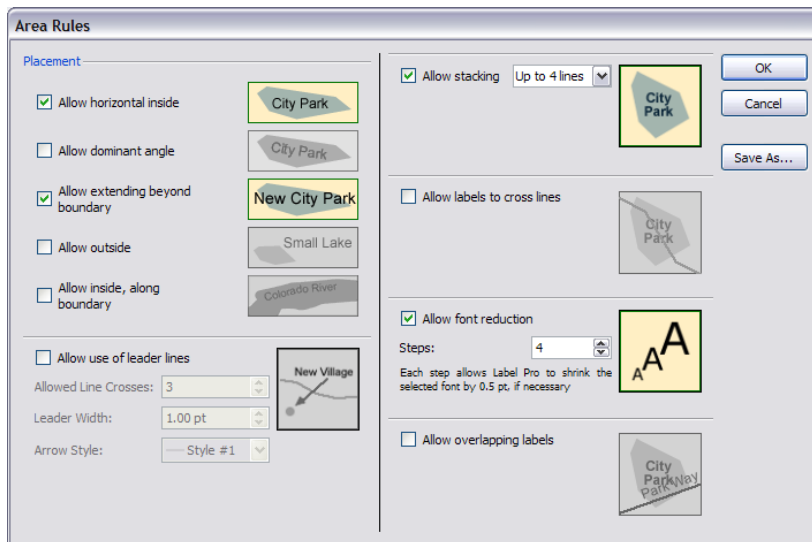 Area Rules
Placement
Allow horizontal inside
City Park
Allow dominant angle
City Park
Allow extending beyond
boundary
New City Park
Allow outside
Small Lake
Allow inside, along
boundary
Colorado River
Allow use of leader lines
New Village
Allowed Line Crosses:
3
Leader Width:
1.00 pt
Arrow Style:
Style #1
Allow stacking
Up to 4 lines
City
Park
Allow labels to cross lines
City
Park
Allow font reduction
Steps:
4
Each step allows Label Pro to shrink the
selected font by 0.5 pt, if necessary
A A A
Allow overlapping labels
City
Park
Park Way
OK
Cancel
Save As...